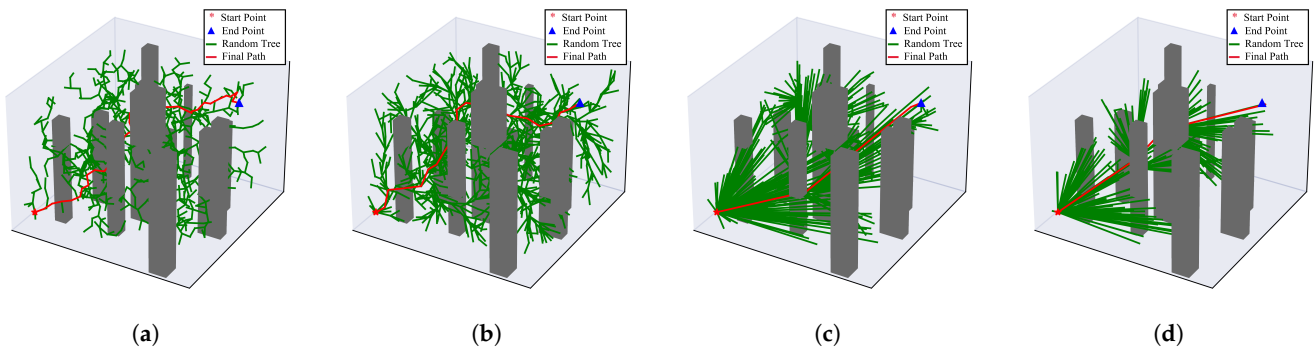 Start Point
End Point
Random Tree
Final Path
Start Point
End Point
Random Tree
Final Path
Start Point
End Point
Random Tree
Final Path
Start Point
End Point
Random Tree
Final Path
(a)
(b)
(c)
(d)